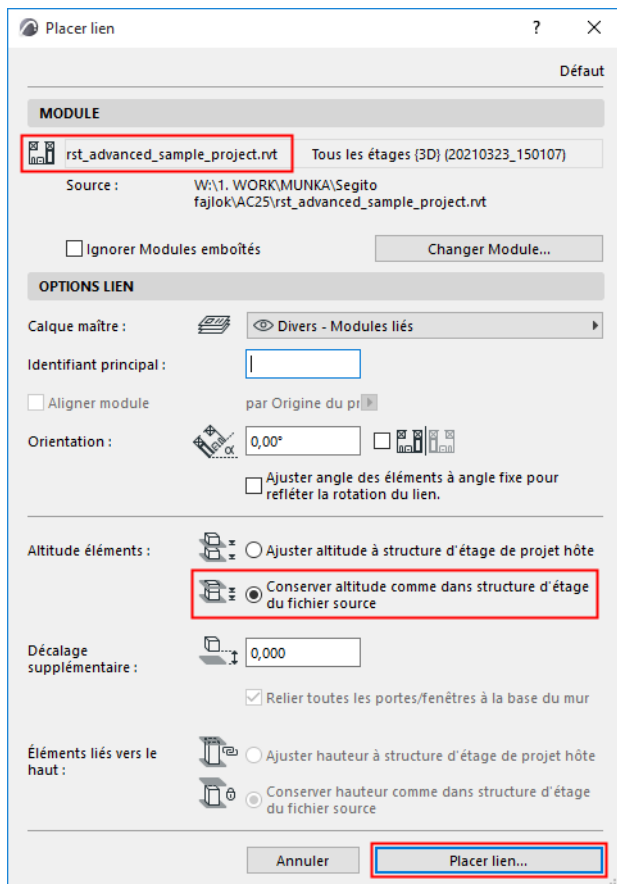 Placer lien
?
Défaut
MODULE
rst_advanced_sample_project.rvt
Tous les étages {3D} (20210323_150107)
Source :
W:\1. WORK\MUNKA\Segito
fajlok\AC25\rst_advanced_sample_project.rvt
Ignorer Modules emboîtés
Changer Module...
OPTIONS LIEN
Calque maître :
Divers - Modules liés
Identifiant principal :
Aligner module
par Origine du pr
Orientation :
α
0,00°
Ajuster angle des éléments à angle fixe pour
refléter la rotation du lien.
Altitude éléments :
Ajuster altitude à structure d'étage de projet hôte
Conserver altitude comme dans structure d'étage
du fichier source
Décalage
supplémentaire :
0,000
Relier toutes les portes/fenêtres à la base du mur
Éléments liés vers le
haut :
Ajuster hauteur à structure d'étage de projet hôte
Conserver hauteur comme dans structure d'étage
du fichier source
Annuler
Placer lien...